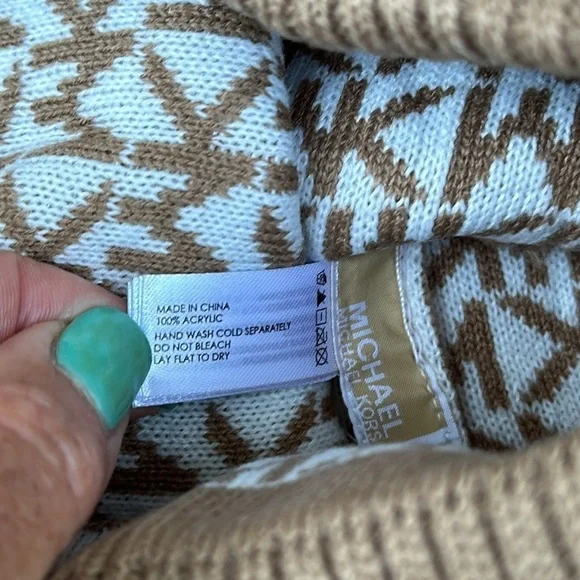 MADE IN CHINA
100% ACRYLIC
HAND WASH COLD SEPARATELY
DO NOT BLEACH
LAY FLAT TO DRY
MICHAEL
MICHAEL KORS